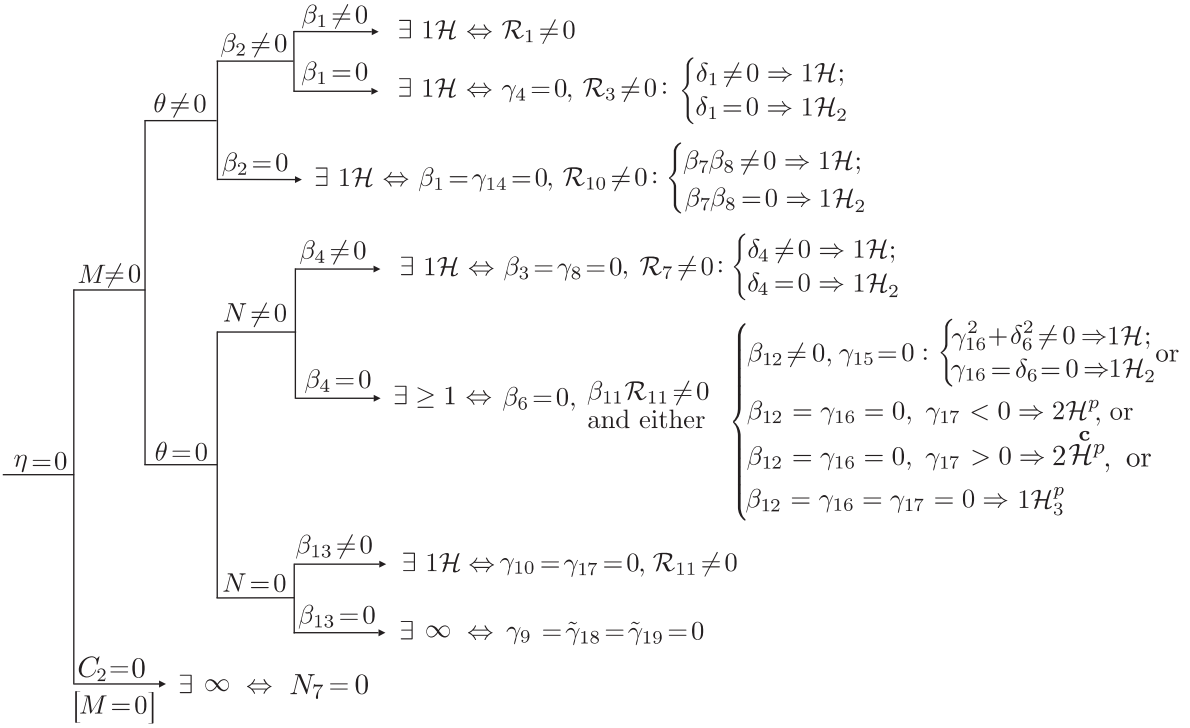 β₁≠0
∃ 1ℋ ⇔ ℛ₁≠0
β₂≠0
β₁=0
∃ 1ℋ ⇔ γ₄=0, ℛ₃≠0: { δ₁≠0 ⇒ 1ℋ;
δ₁=0 ⇒ 1ℋ₂
θ≠0
β₂=0
∃ 1ℋ ⇔ β₁=γ₁₄=0, ℛ₁₀≠0: { β₇β₈≠0 ⇒ 1ℋ;
β₇β₈=0 ⇒ 1ℋ₂
M≠0
β₄≠0
∃ 1ℋ ⇔ β₃=γ₈=0, ℛ₇≠0: { δ₄≠0 ⇒ 1ℋ;
δ₄=0 ⇒ 1ℋ₂
N≠0
β₄=0
∃ ≥ 1 ⇔ β₆=0, β₁₁ℛ₁₁≠0
and either
β₁₂≠0, γ₁₅=0 : { γ₁₆²+δ₆²≠0 ⇒1ℋ;
γ₁₆=δ₆=0 ⇒1ℋ₂ or
β₁₂ = γ₁₆ = 0, γ₁₇ < 0 ⇒ 2ℋᵖ, or
β₁₂ = γ₁₆ = 0, γ₁₇ > 0 ⇒ 2ℋ̊ᶜᵖ, or
β₁₂ = γ₁₆ = γ₁₇ = 0 ⇒ 1ℋ₃ᵖ
η=0
θ=0
β₁₃≠0
∃ 1ℋ ⇔ γ₁₀=γ₁₇=0, ℛ₁₁≠0
N=0
β₁₃=0
∃ ∞ ⇔ γ₉ =γ̃₁₈=γ̃₁₉=0
C₂=0
[M=0]
∃ ∞ ⇔ N₇=0